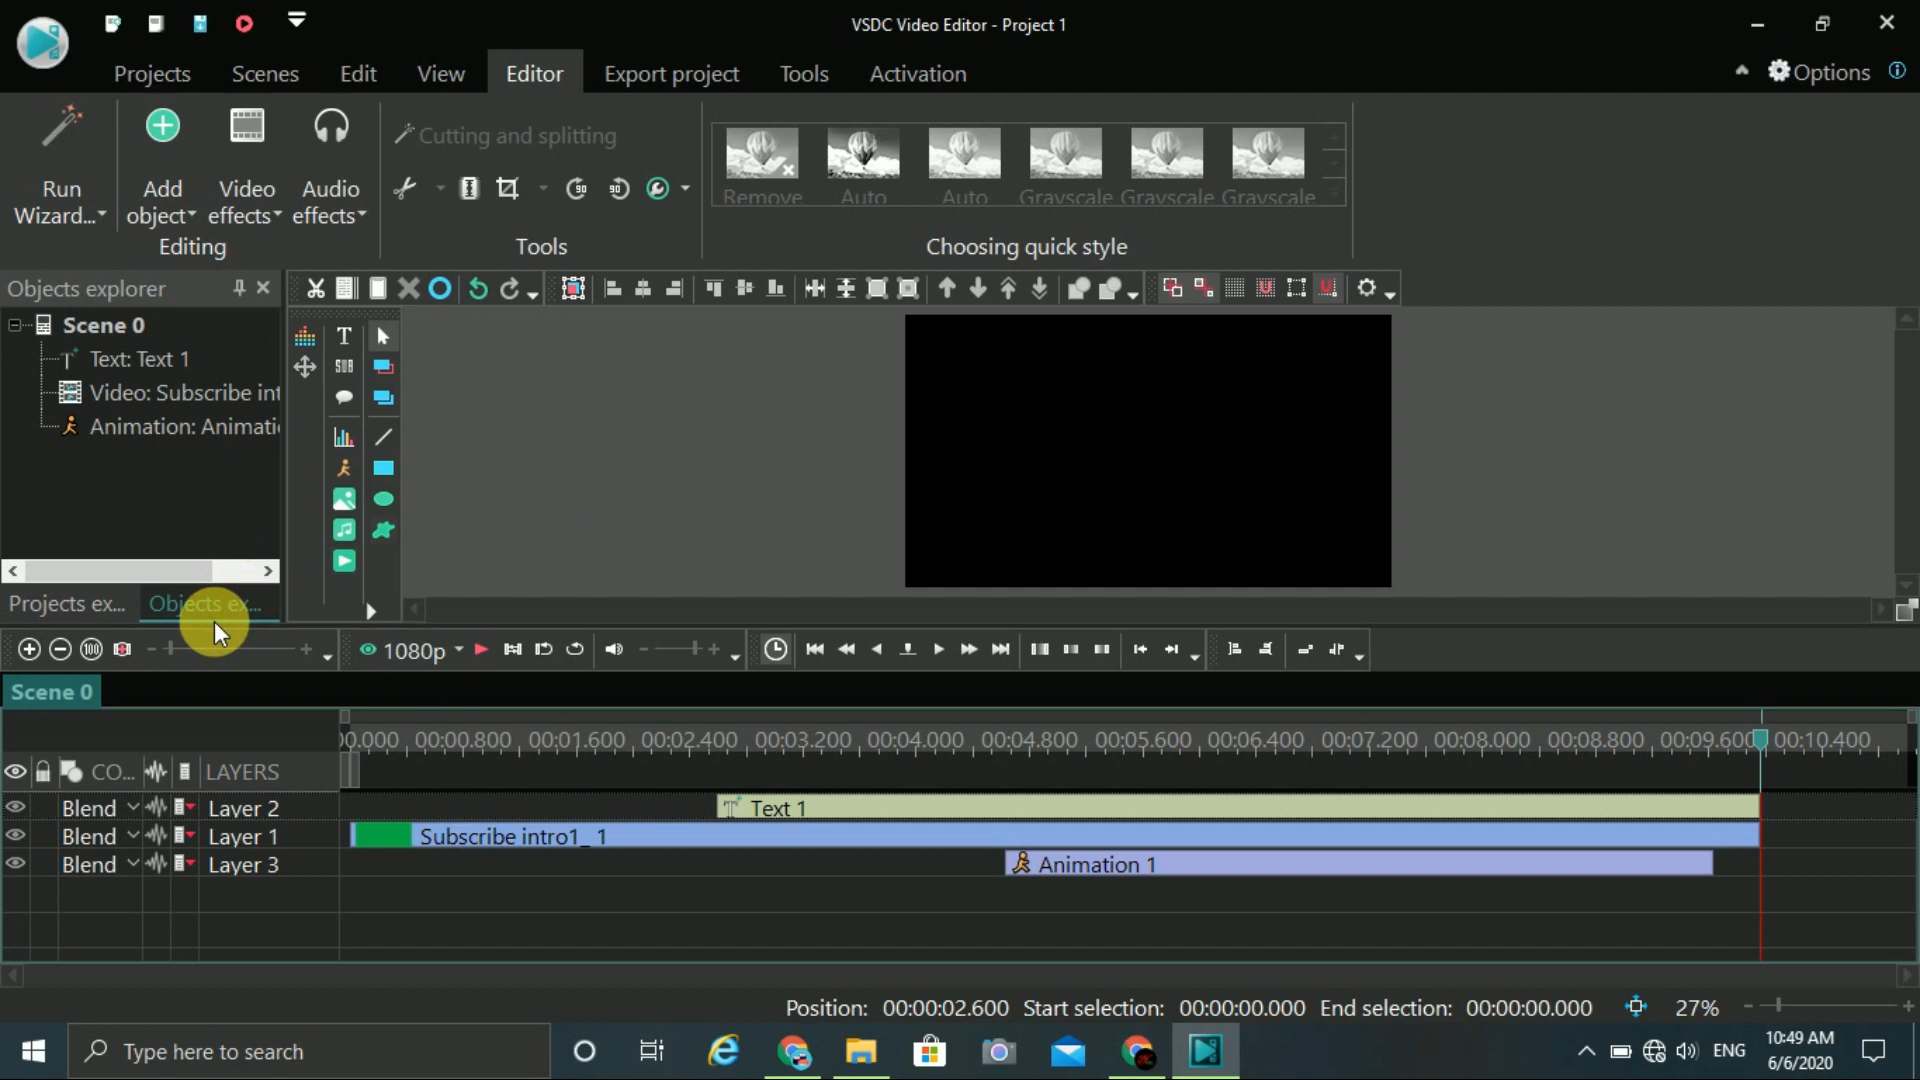 VSDC Video Editor - Project 1
Projects Scenes Edit View Editor Export project Tools Activation Options
Run Wizard... Add object Video effects Audio effects
Editing
Cutting and splitting
Tools
Remove Auto Auto Grayscale Grayscale Grayscale
Choosing quick style
Objects explorer
Scene 0
Text: Text 1
Video: Subscribe int
Animation: Animati
T
SUB
Projects ex... Objects ex...
100 1080p
Scene 0
00.000 00:00.800 00:01.600 00:02.400 00:03.200 00:04.000 00:04.800 00:05.600 00:06.400 00:07.200 00:08.000 00:08.800 00:09.600 00:10.400
CO... LAYERS
Blend Layer 2 Text 1
Blend Layer 1 Subscribe intro1_ 1
Blend Layer 3 Animation 1
Position: 00:00:02.600 Start selection: 00:00:00.000 End selection: 00:00:00.000 27%
Type here to search
ENG
10:49 AM
6/6/2020